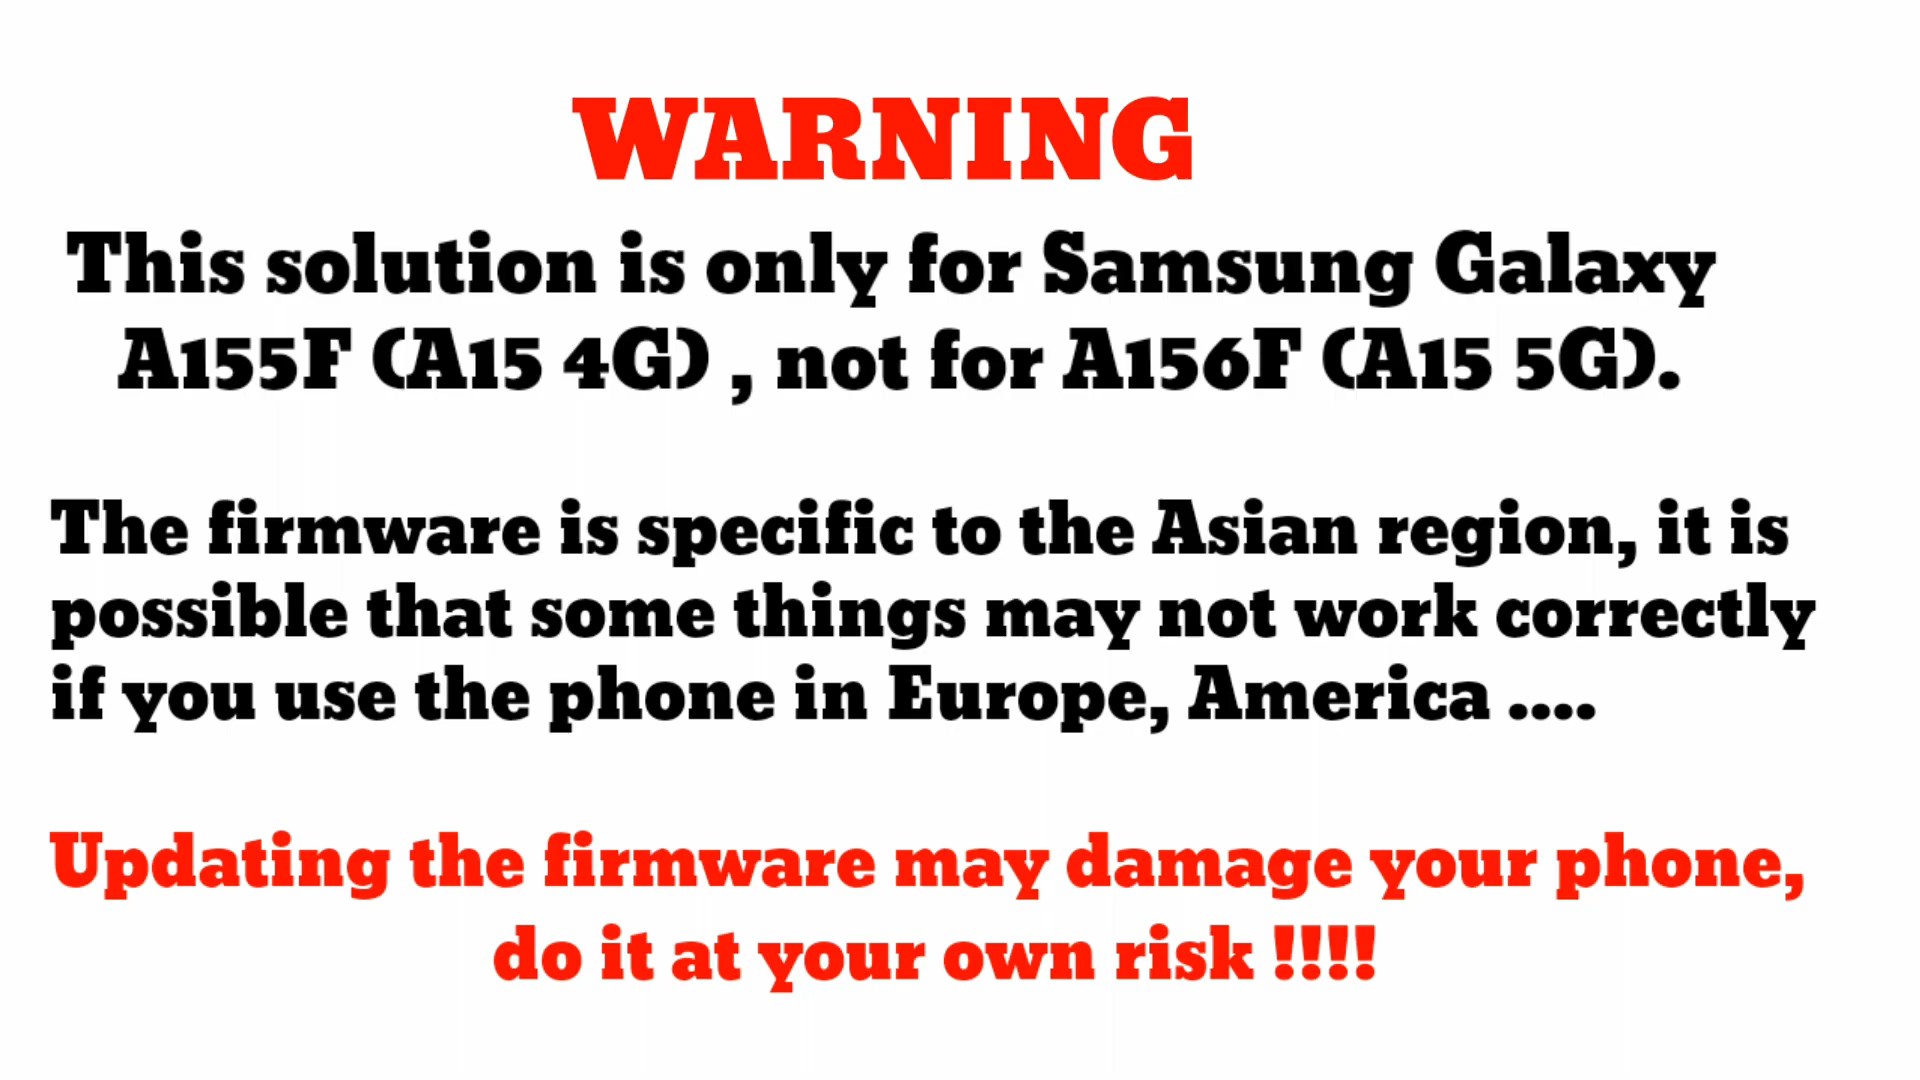 WARNING
This solution is only for Samsung Galaxy
A155F (A15 4G) , not for A156F (A15 5G).
The firmware is specific to the Asian region, it is
possible that some things may not work correctly
if you use the phone in Europe, America ....
Updating the firmware may damage your phone,
do it at your own risk !!!!